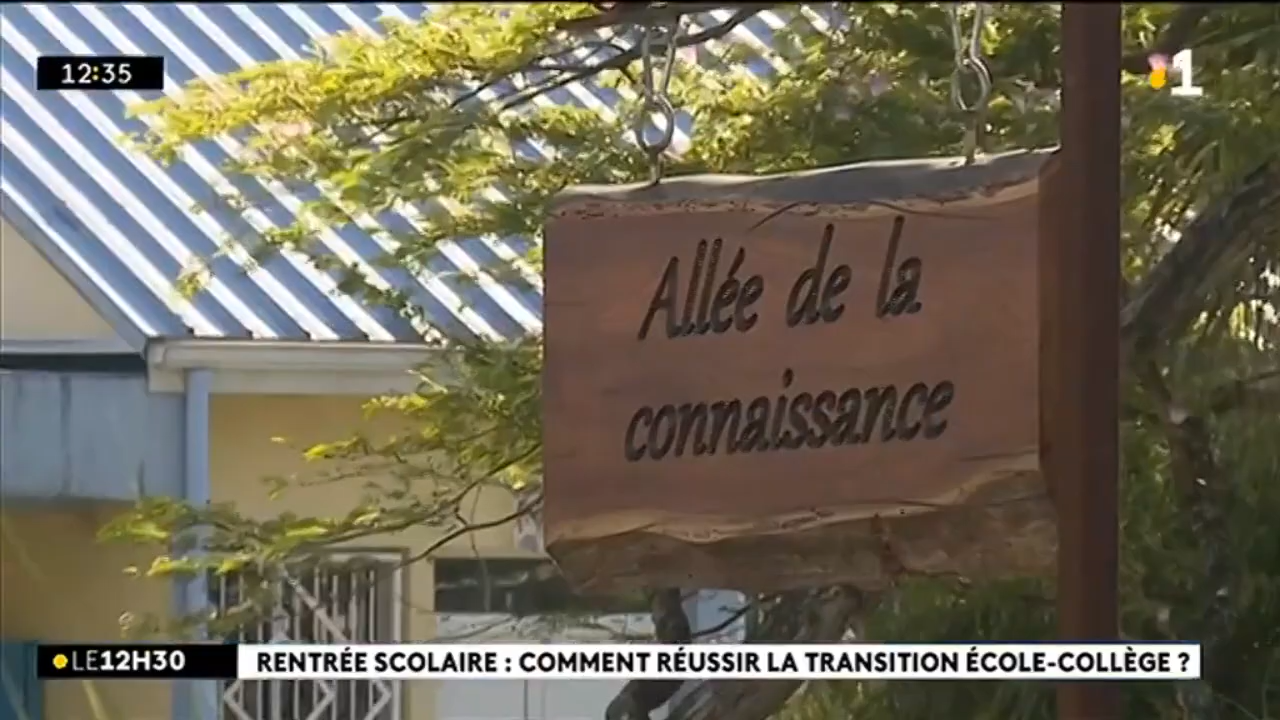 12:35
1
Allée de la
connaissance
LE12H30
RENTRÉE SCOLAIRE : COMMENT RÉUSSIR LA TRANSITION ÉCOLE-COLLÈGE ?